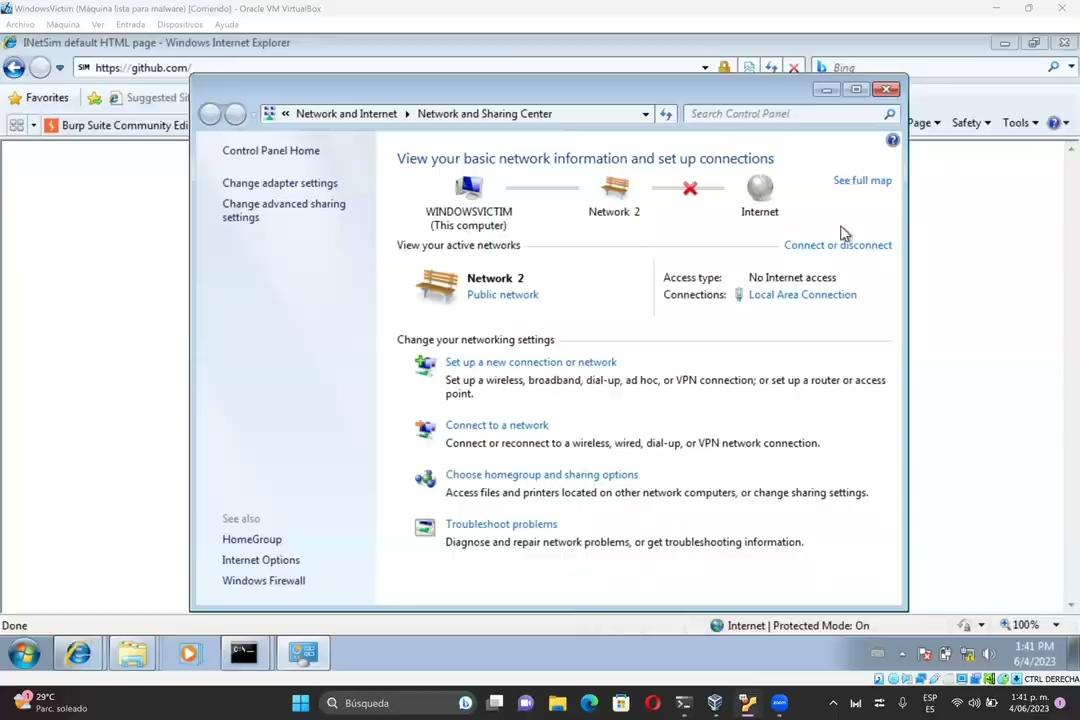 WindowsVictim (Máquina lista para malware) [Corriendo] - Oracle VM VirtualBox
Archivo Máquina Ver Entrada Dispositivos Ayuda
INetSim default HTML page - Windows Internet Explorer
SIM https://github.com/
Bing
Favorites
Suggested Sit
Network and Internet
Network and Sharing Center
Search Control Panel
Burp Suite Community Edi
Page
Safety
Tools
Control Panel Home
Change adapter settings
Change advanced sharing
settings
View your basic network information and set up connections
See full map
WINDOWSVICTIM
(This computer)
Network 2
Internet
View your active networks
Connect or disconnect
Network 2
Public network
Access type: No Internet access
Connections: Local Area Connection
Change your networking settings
Set up a new connection or network
Set up a wireless, broadband, dial-up, ad hoc, or VPN connection; or set up a router or access
point.
Connect to a network
Connect or reconnect to a wireless, wired, dial-up, or VPN network connection.
Choose homegroup and sharing options
Access files and printers located on other network computers, or change sharing settings.
Troubleshoot problems
Diagnose and repair network problems, or get troubleshooting information.
See also
HomeGroup
Internet Options
Windows Firewall
Done
Internet | Protected Mode: On
100%
1:41 PM
6/4/2023
CTRL DERECHA
29°C
Parc. soleado
Búsqueda
ESP
ES
1:41 p. m.
4/06/2023